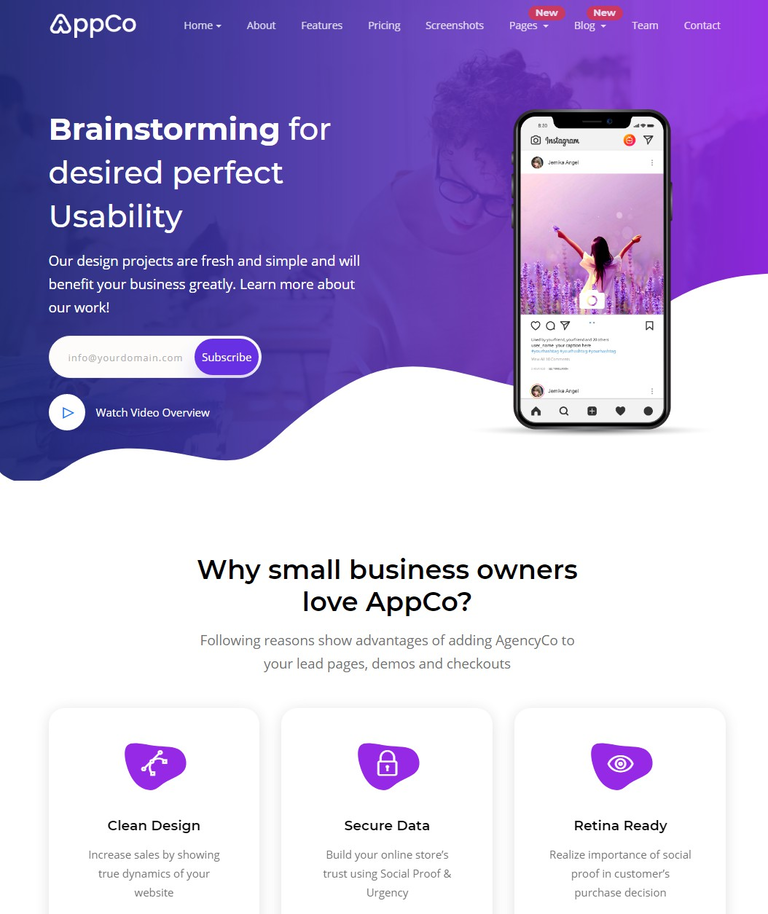 AppCo
Home
About
Features
Pricing
Screenshots
Pages
New
Blog
New
Team
Contact
Brainstorming for
desired perfect
Usability
Our design projects are fresh and simple and will
benefit your business greatly. Learn more about
our work!
info@yourdomain.com
Subscribe
Watch Video Overview
Instagram
Jemika Angel
Jemika Angel
Why small business owners
love AppCo?
Following reasons show advantages of adding AgencyCo to
your lead pages, demos and checkouts
Clean Design
Increase sales by showing
true dynamics of your
website
Secure Data
Build your online store’s
trust using Social Proof &
Urgency
Retina Ready
Realize importance of social
proof in customer’s
purchase decision